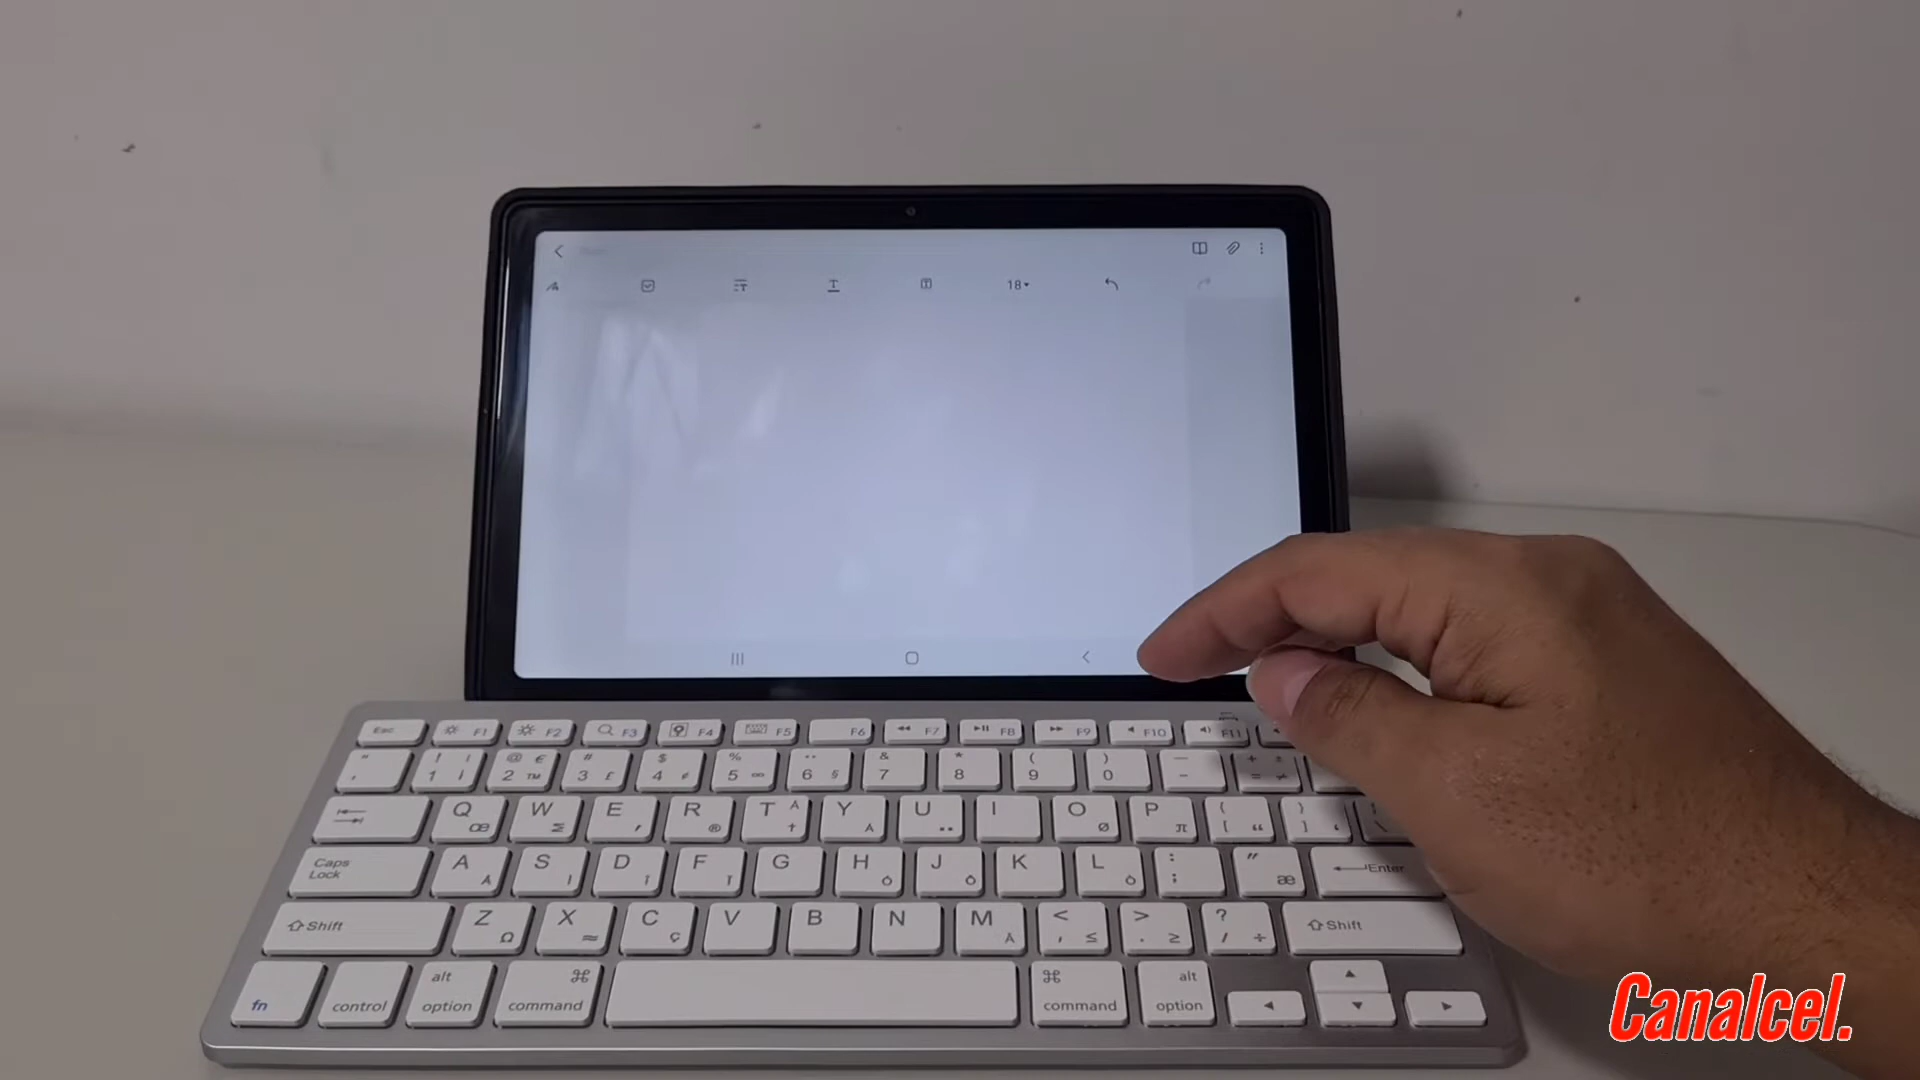 18
Esc F1 F2 F3 F4 F5 F6 F7 F8 F9 F10 F11
! 1 ¡ @ € 2 ™ # 3 £ $ 4 ¢ % 5 ∞ 6 § & 7 * 8 ( 9 ) 0 — - + ± = ≠
Q œ W E R ® T † Y U I O ø P π { [ “ } ] ‘ \
Caps Lock A S D F G H J K L : ; " æ Enter
Shift Z Ω X ≈ C ç V B N M < , ≤ > . ≥ ? / ÷ Shift
fn control alt option ⌘ command ⌘ command alt option
Canalcel.